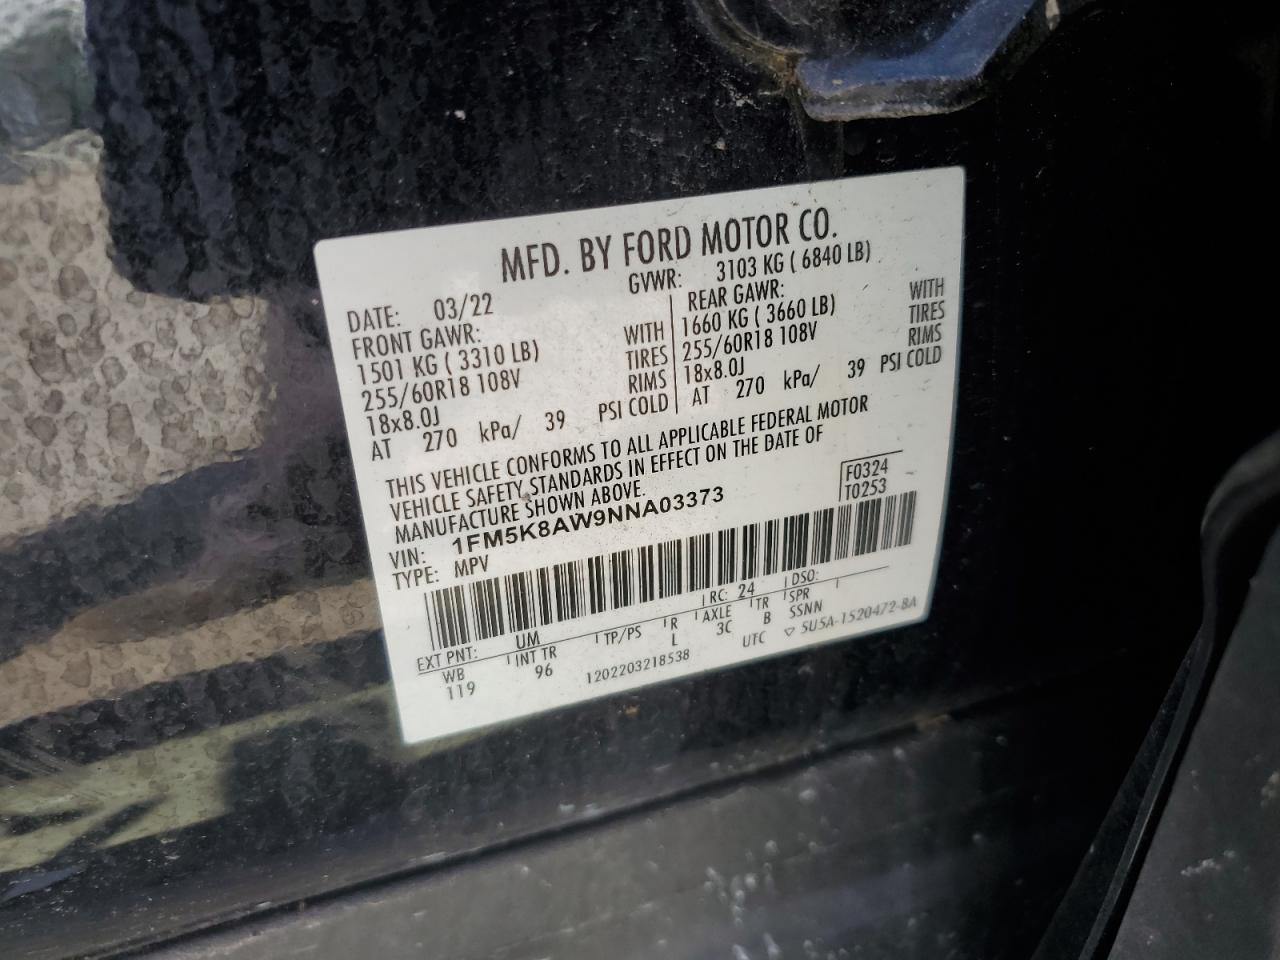 MFD. BY FORD MOTOR CO.
DATE: 03/22 GVWR: 3103 KG ( 6840 LB)
FRONT GAWR: REAR GAWR:
1501 KG ( 3310 LB) WITH 1660 KG ( 3660 LB) WITH
255/60R18 108V TIRES 255/60R18 108V TIRES
18x8.0J RIMS 18x8.0J RIMS
AT 270 kPa/ 39 PSI COLD AT 270 kPa/ 39 PSI COLD
THIS VEHICLE CONFORMS TO ALL APPLICABLE FEDERAL MOTOR
VEHICLE SAFETY STANDARDS IN EFFECT ON THE DATE OF
MANUFACTURE SHOWN ABOVE.
VIN: 1FM5K8AW9NNA03373 F0324
TYPE: MPV T0253
EXT PNT: UM RC: 24 DSO:
WB INT TR TP/PS R AXLE TR SPR
119 96 L 3C B SSNN
1202203218538 UTC ▽ 5U5A-1520472-BA